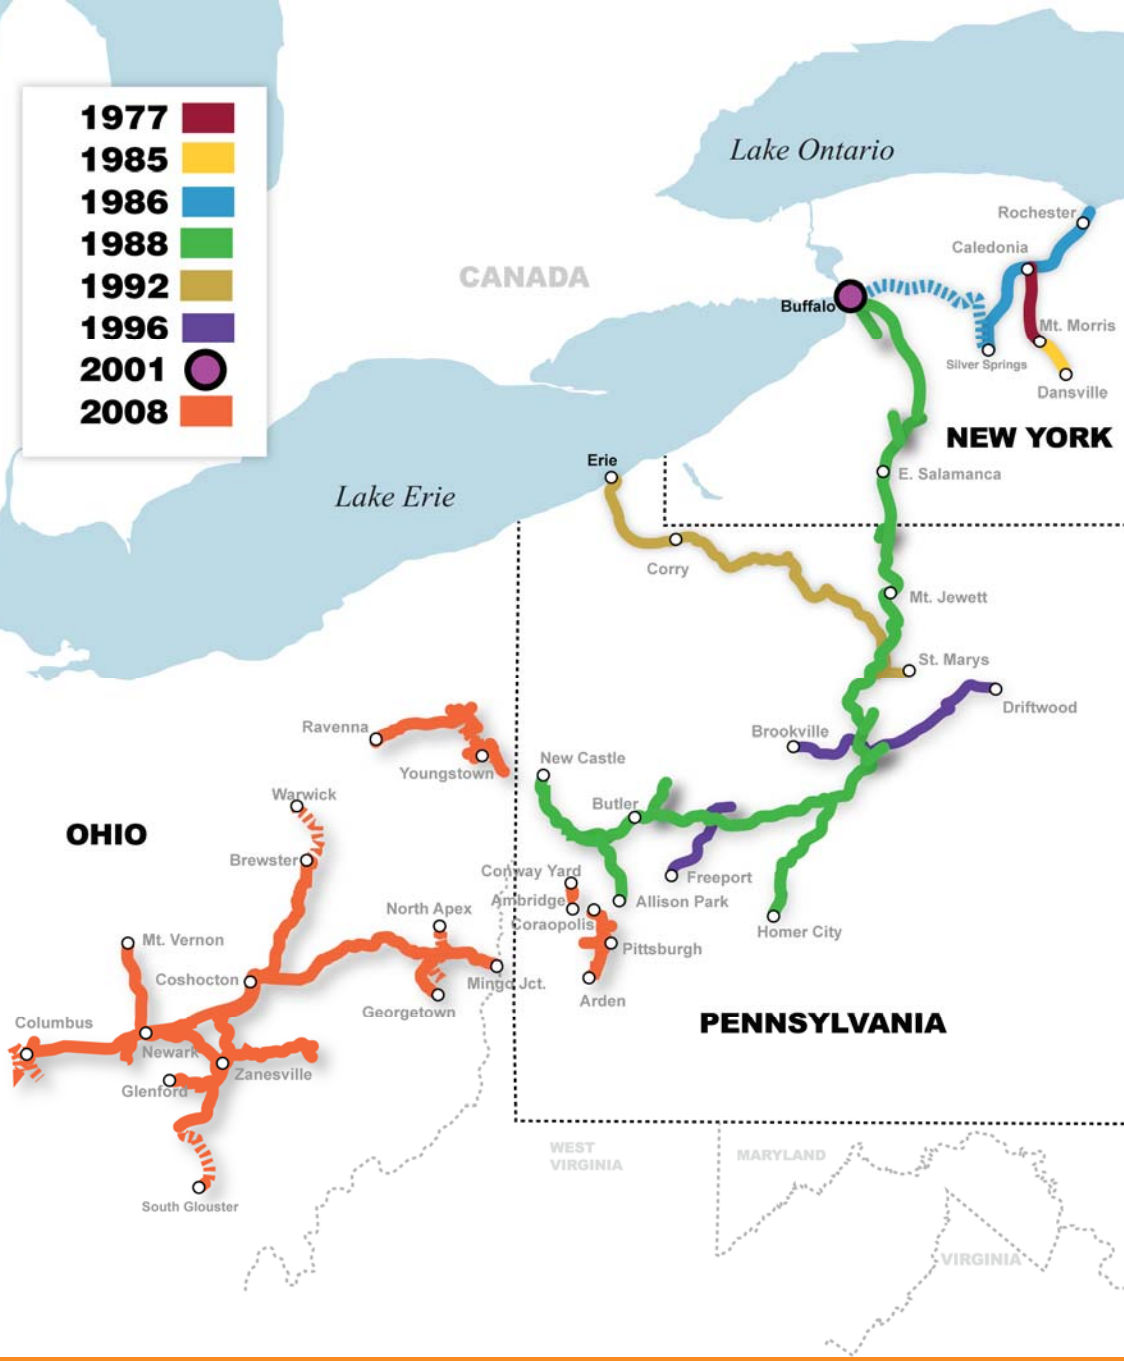 1977
1985
1986
1988
1992
1996
2001
2008
Lake Ontario
Rochester
Caledonia
CANADA
Buffalo
Mt. Morris
Silver Springs
Dansville
NEW YORK
Erie
E. Salamanca
Lake Erie
Corry
Mt. Jewett
St. Marys
Driftwood
Ravenna
Brookville
New Castle
Youngstown
Warwick
Butler
OHIO
Brewster
Conway Yard
Freeport
Ambridge
Allison Park
North Apex
Coraopolis
Homer City
Mt. Vernon
Pittsburgh
Coshocton
Mingo Jct.
Arden
Georgetown
Columbus
PENNSYLVANIA
Newark
Zanesville
Glenford
WEST
VIRGINIA
MARYLAND
South Glouster
VIRGINIA